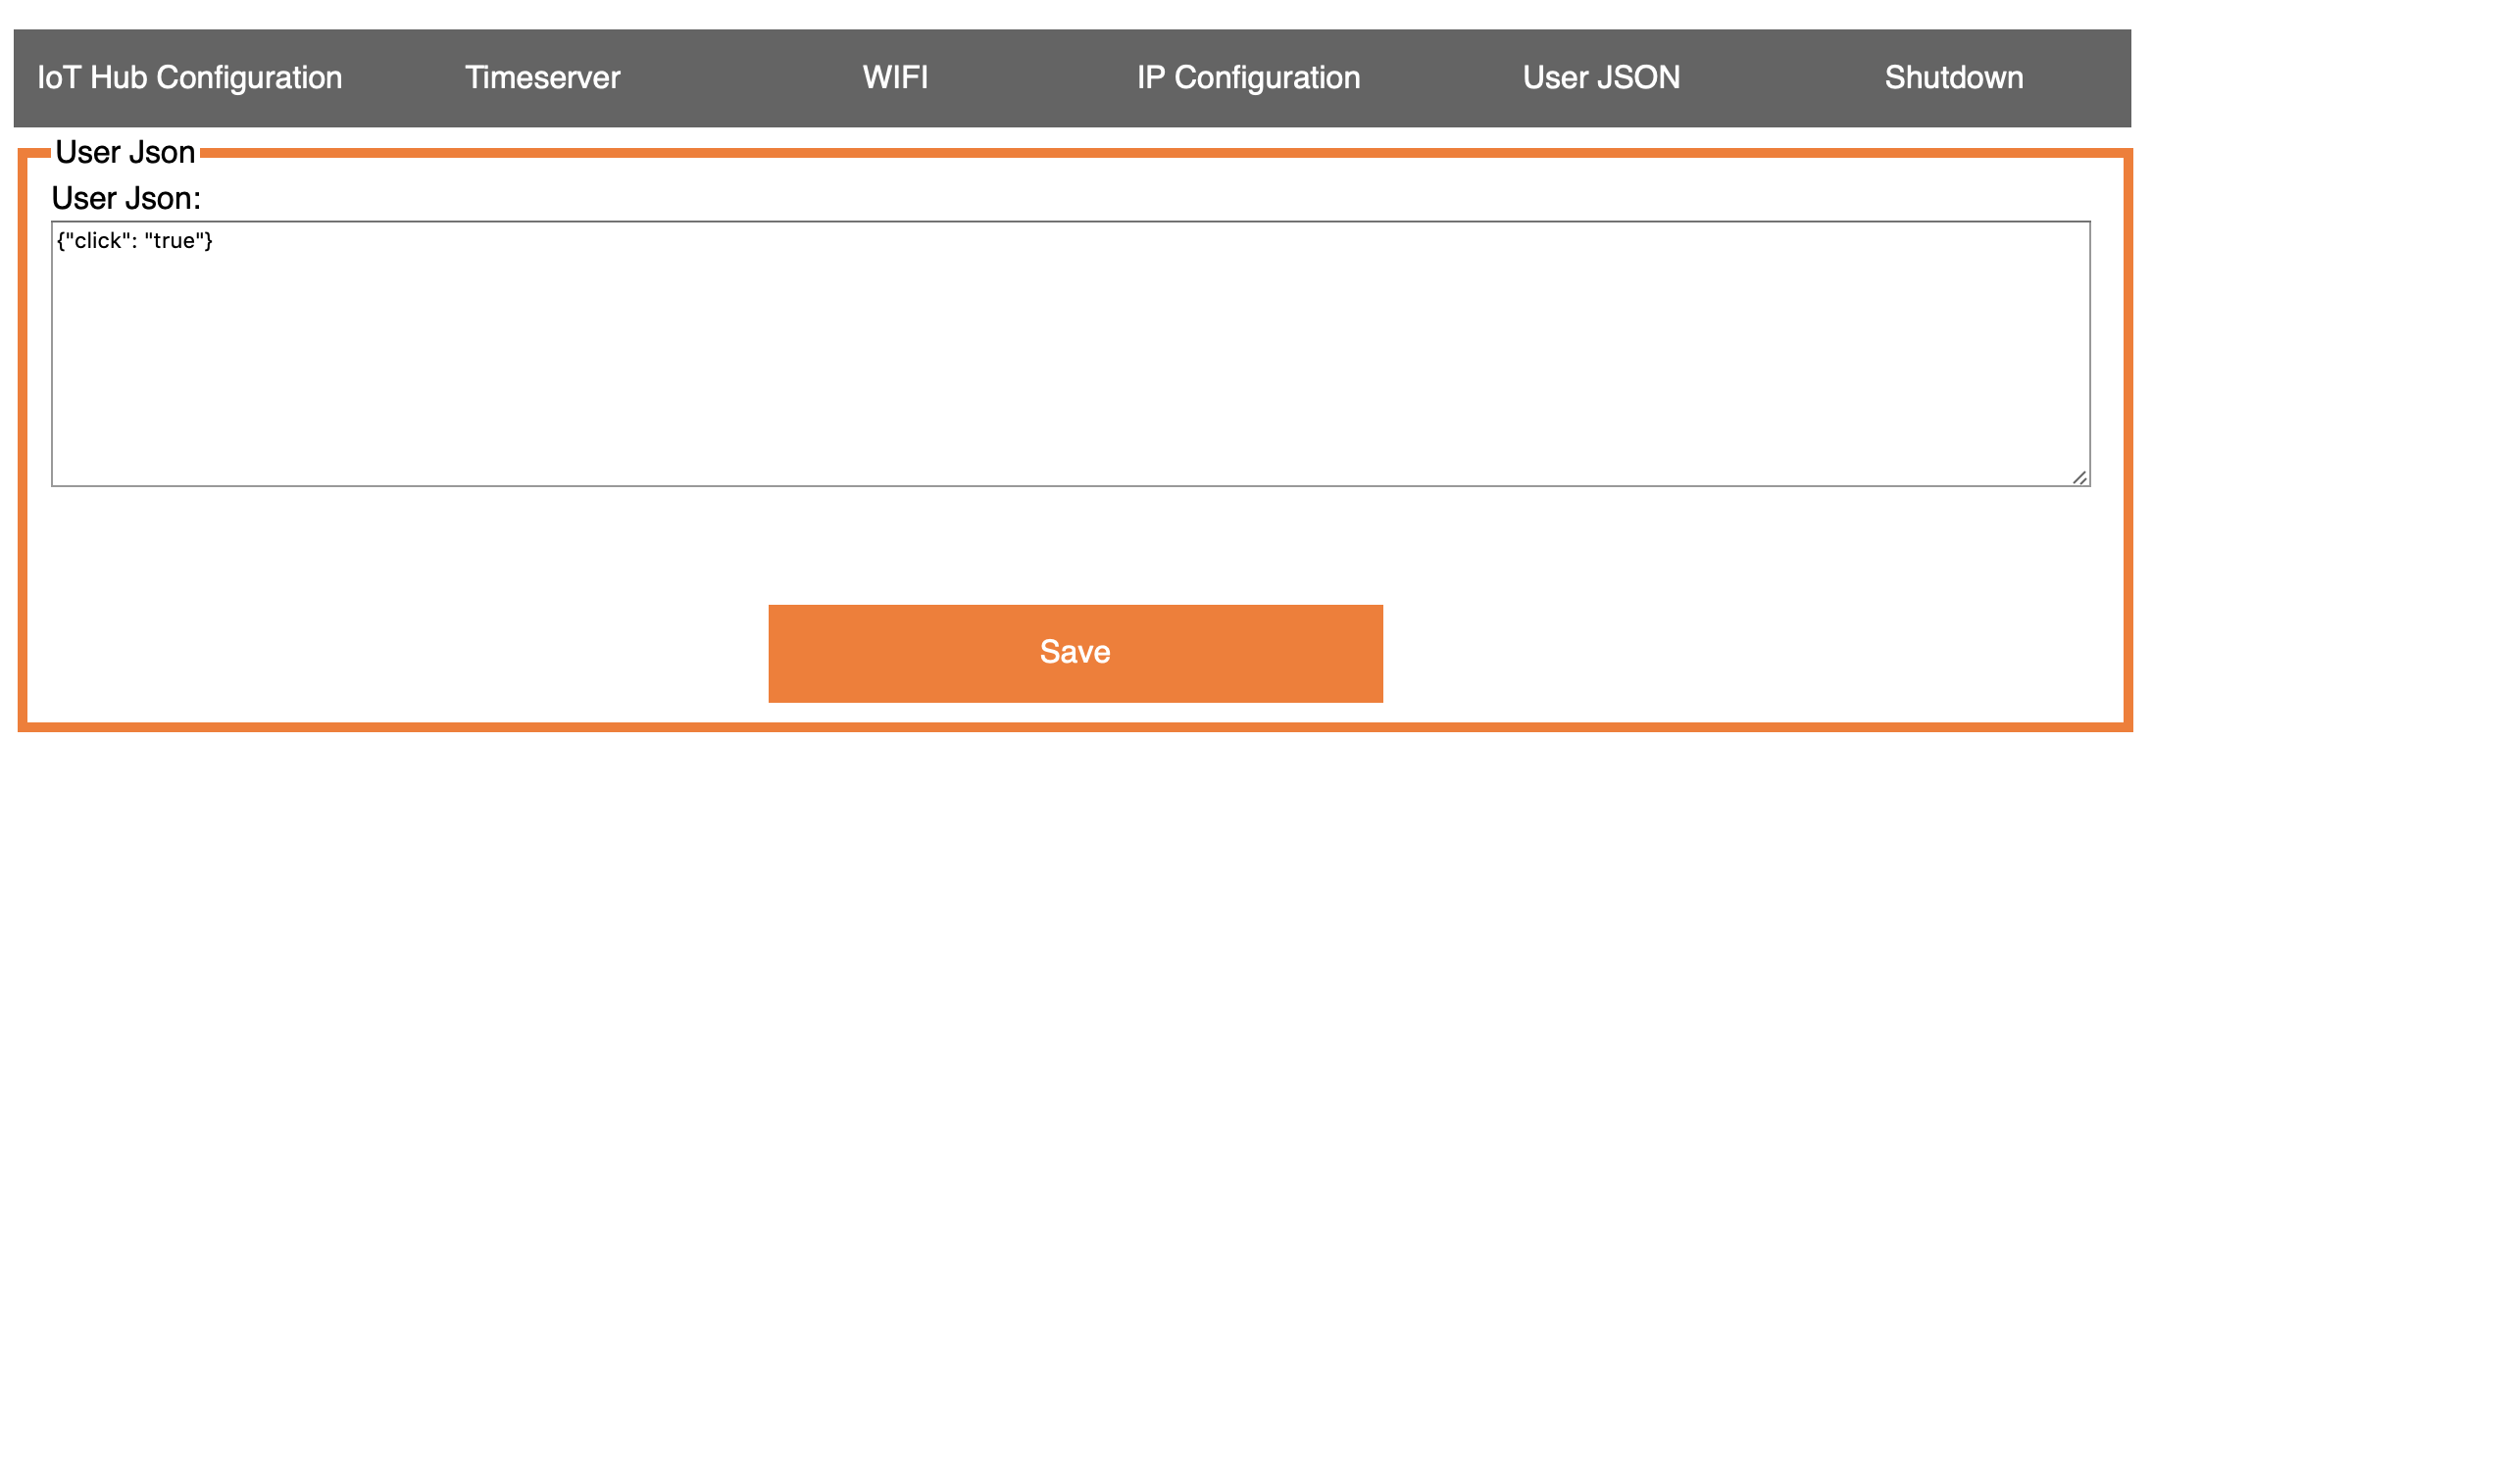 IoT Hub Configuration Timeserver WIFI IP Configuration User JSON Shutdown
User Json
User Json:
{"click": "true"}
Save